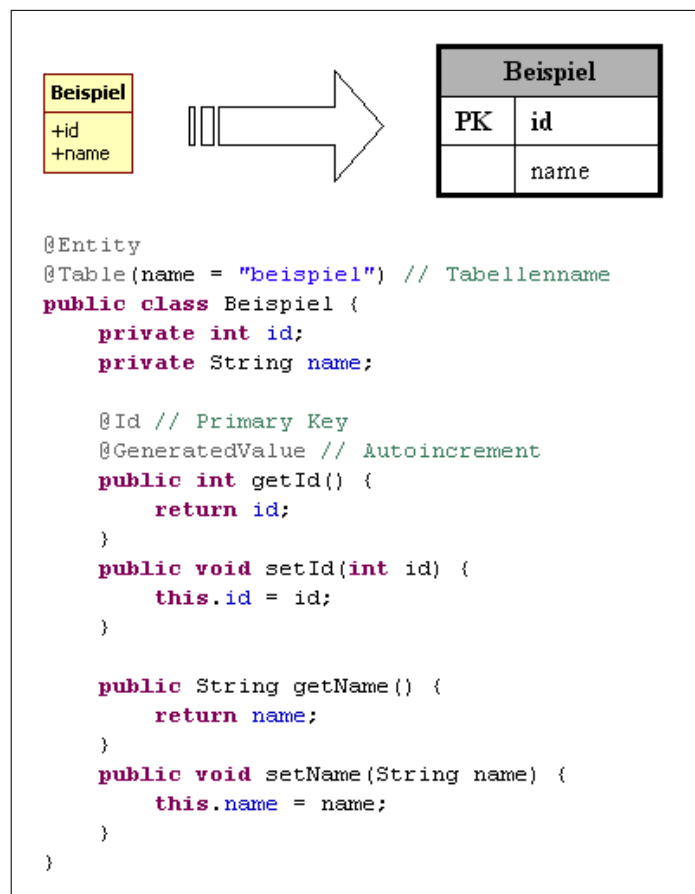 Beispiel
+id
+name
Beispiel
PK id
name
@Entity
@Table(name = "beispiel") // Tabellenname
public class Beispiel {
    private int id;
    private String name;

    @Id // Primary Key
    @GeneratedValue // Autoincrement
    public int getId() {
        return id;
    }
    public void setId(int id) {
        this.id = id;
    }

    public String getName() {
        return name;
    }
    public void setName(String name) {
        this.name = name;
    }
}